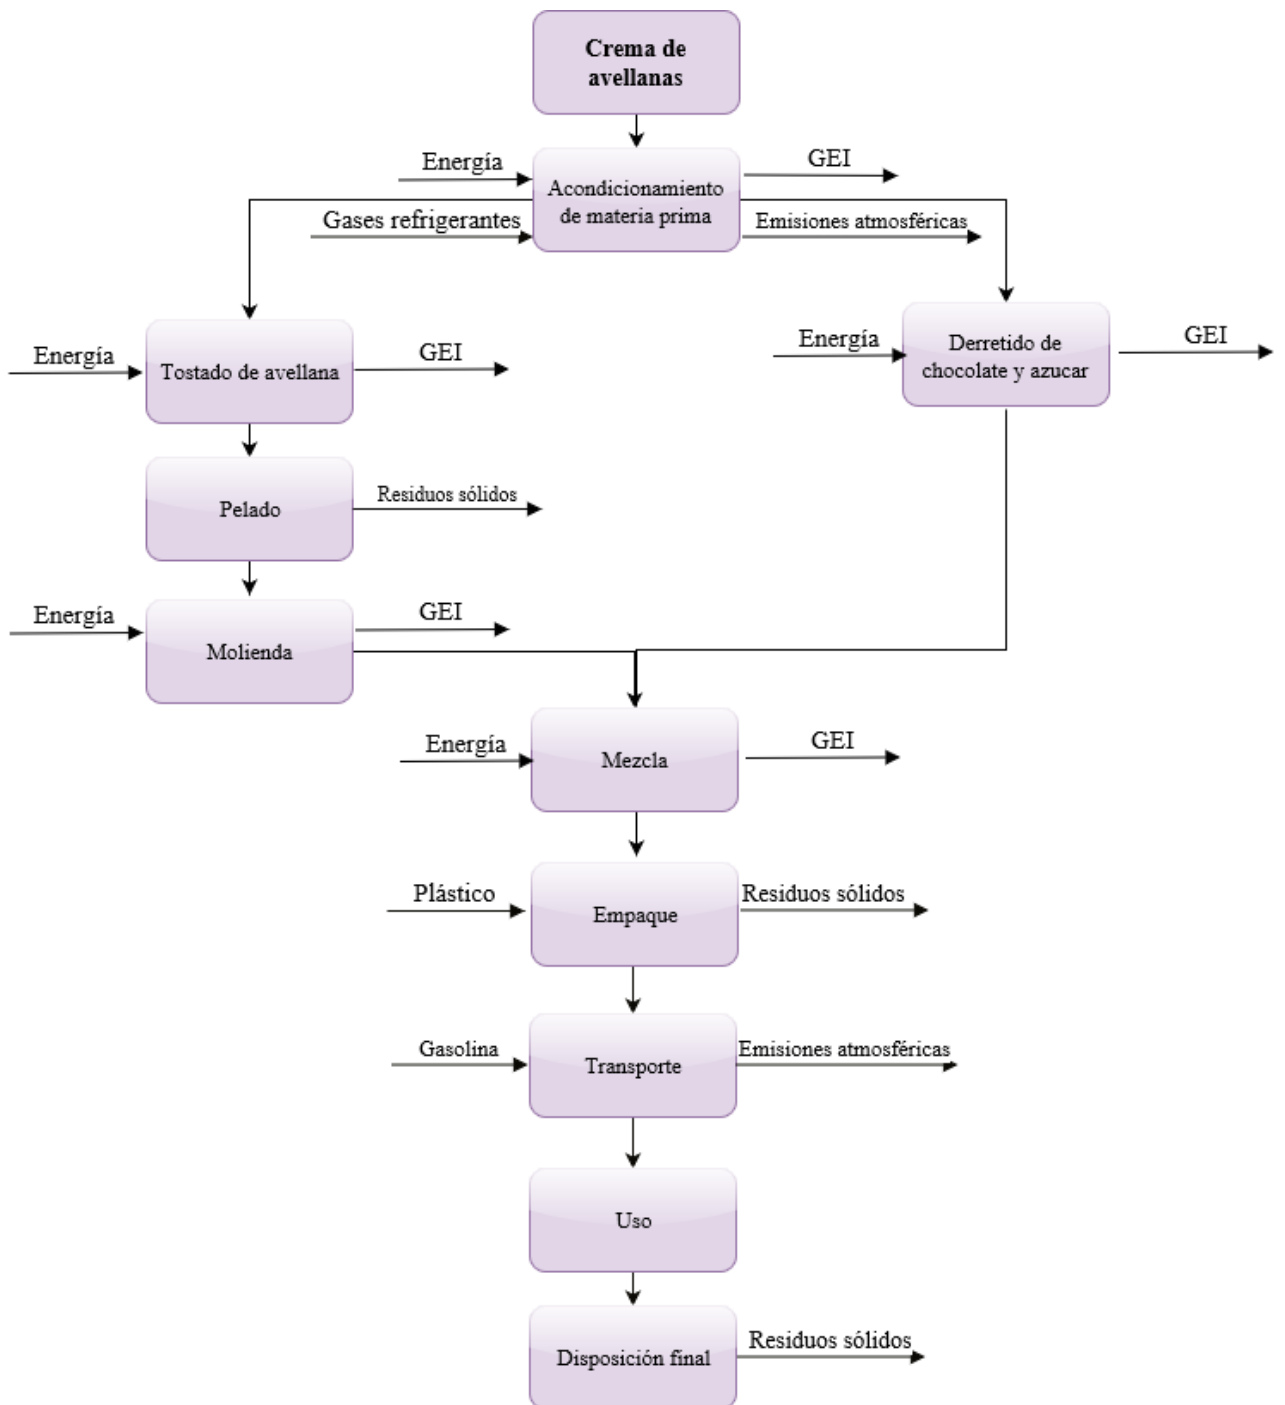 Crema de
avellanas
Energía
GEI
Acondicionamiento
de materia prima
Gases refrigerantes
Emisiones atmosféricas
Energía
Tostado de avellana
GEI
Energía
Derretido de
chocolate y azucar
GEI
Pelado
Residuos sólidos
Energía
Molienda
GEI
Energía
Mezcla
GEI
Plástico
Empaque
Residuos sólidos
Gasolina
Transporte
Emisiones atmosféricas
Uso
Disposición final
Residuos sólidos